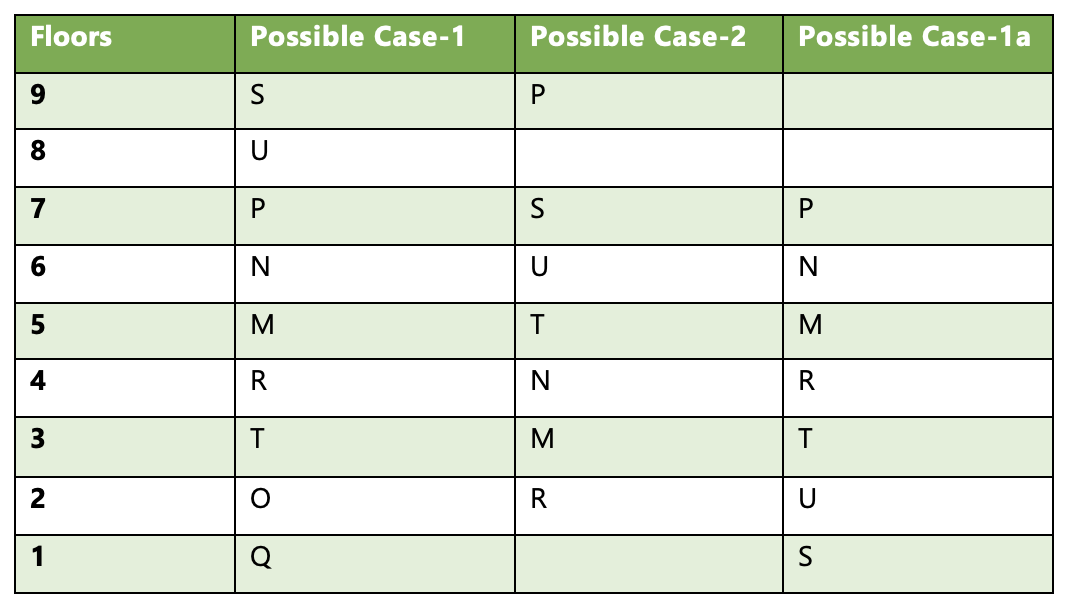 Floors Possible Case-1 Possible Case-2 Possible Case-1a
9 S P
8 U
7 P S P
6 N U N
5 M T M
4 R N R
3 T M T
2 O R U
1 Q S